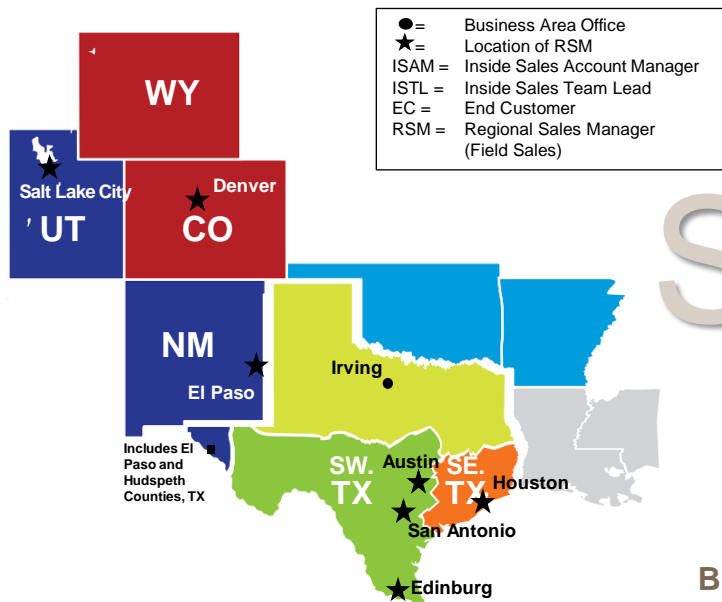 ●= Business Area Office
★= Location of RSM
ISAM = Inside Sales Account Manager
ISTL = Inside Sales Team Lead
EC = End Customer
RSM = Regional Sales Manager
(Field Sales)
WY
Salt Lake City
UT
Denver
CO
S
NM
El Paso
Irving
Includes El
Paso and
Hudspeth
Counties, TX
SW.
TX
Austin
SE.
TX
Houston
San Antonio
Edinburg
B